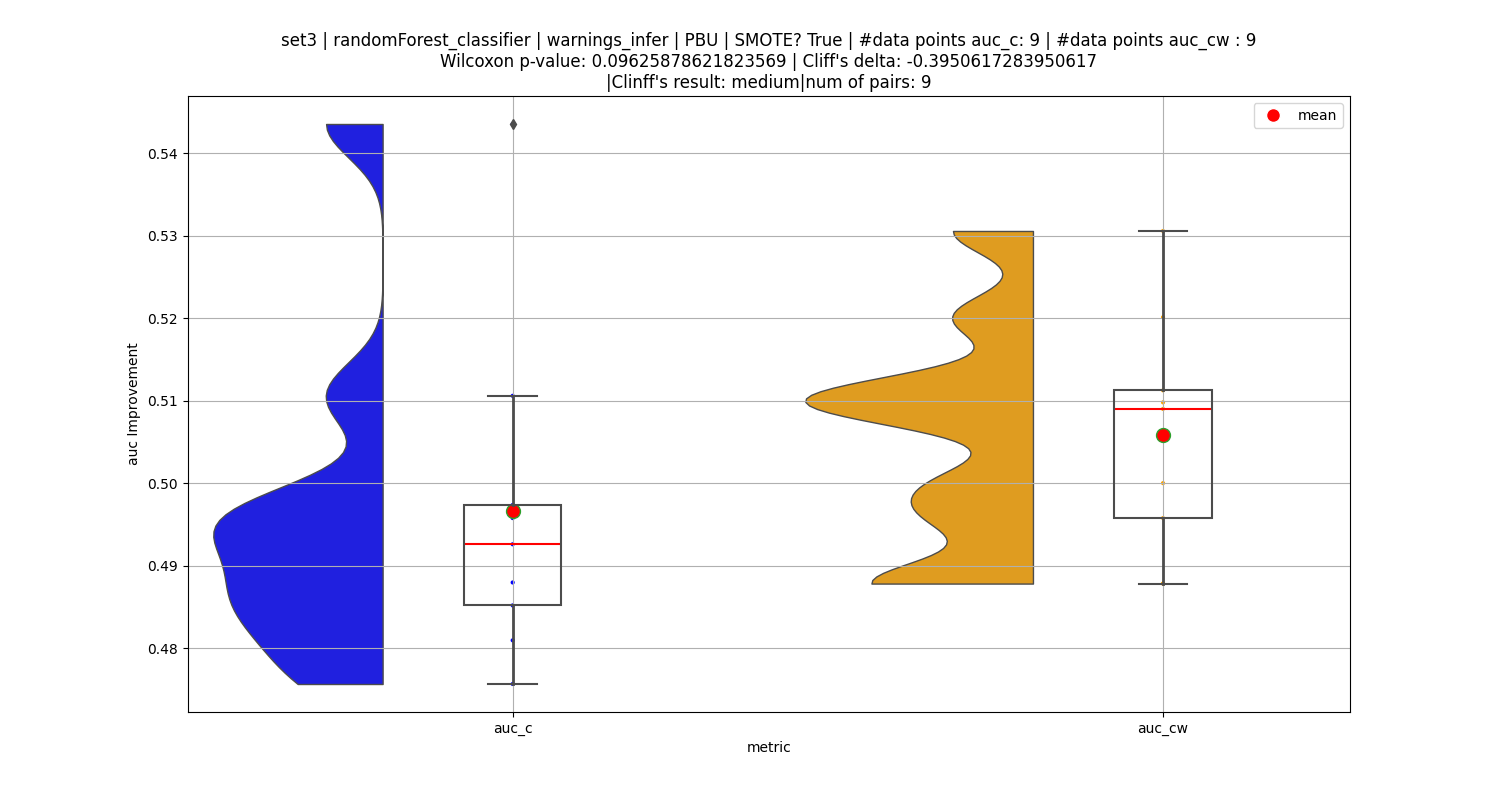 set3 | randomForest_classifier | warnings_infer | PBU | SMOTE? True | #data points auc_c: 9 | #data points auc_cw : 9
Wilcoxon p-value: 0.09625878621823569 | Cliff's delta: -0.3950617283950617
|Clinff's result: medium|num of pairs: 9
mean
0.54
0.53
0.52
0.51
0.50
0.49
0.48
auc Improvement
auc_c
auc_cw
metric